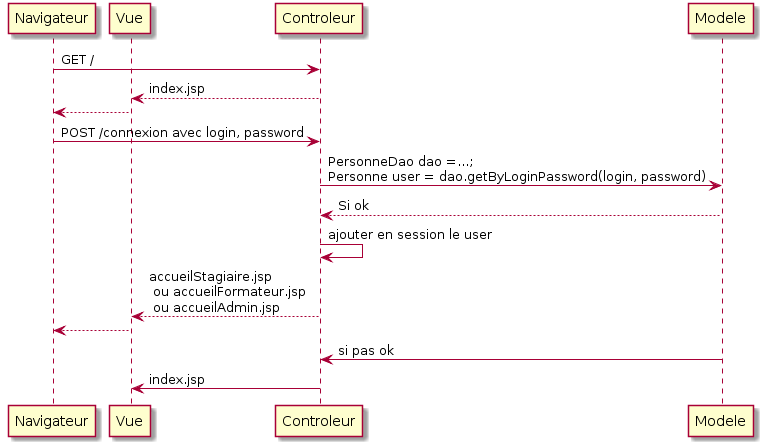 Navigateur Vue Controleur Modele
GET /
index.jsp
POST /connexion avec login, password
PersonneDao dao =...;
Personne user = dao.getByLoginPassword(login, password)
Si ok
ajouter en session le user
accueilStagiaire.jsp
ou accueilFormateur.jsp
ou accueilAdmin.jsp
si pas ok
index.jsp
Navigateur Vue Controleur Modele